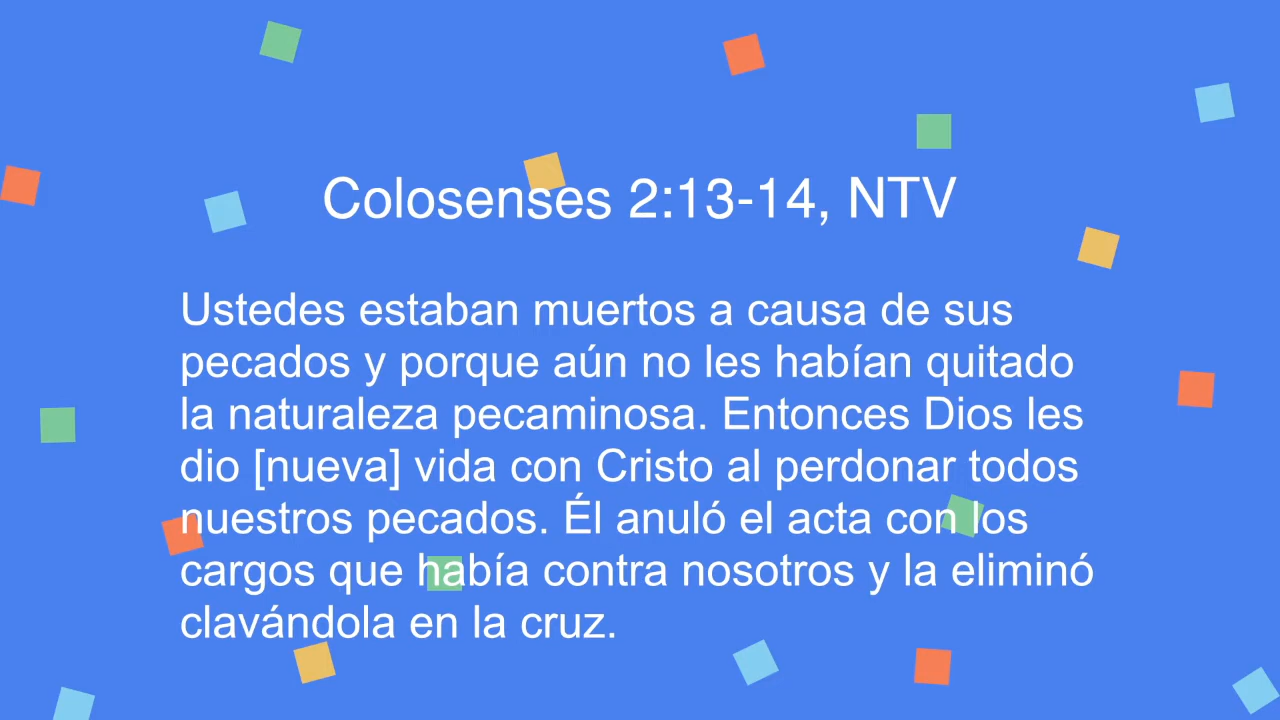 Colosenses 2:13-14, NTV
Ustedes estaban muertos a causa de sus
pecados y porque aún no les habían quitado
la naturaleza pecaminosa. Entonces Dios les
dio [nueva] vida con Cristo al perdonar todos
nuestros pecados. Él anuló el acta con los
cargos que había contra nosotros y la eliminó
clavándola en la cruz.